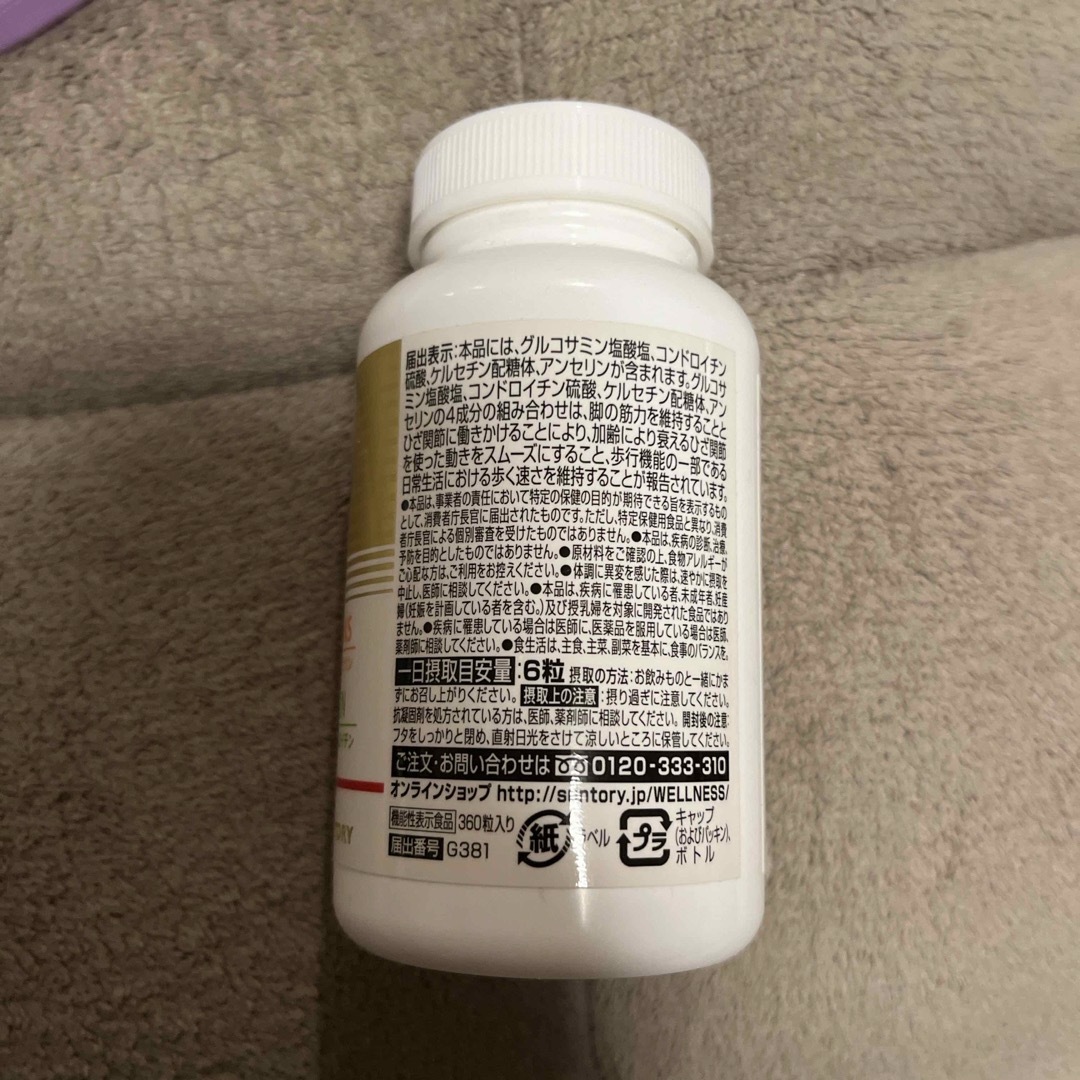 届出表示:本品には、グルコサミン塩酸塩、コンドロイチン
硫酸、ケルセチン配糖体、アンセリンが含まれます。グルコサ
ミン塩酸塩、コンドロイチン硫酸、ケルセチン配糖体、アン
セリンの4成分の組み合わせは、脚の筋力を維持することと
ひざ関節に働きかけることにより、加齢により衰えるひざ関節
を使った動きをスムーズにすること、歩行機能の一部である
日常生活における歩く速さを維持することが報告されています。
●本品は、事業者の責任において特定の保健の目的が期待できる旨を表示するもの
として、消費者庁長官に届出されたものです。ただし、特定保健用食品と異なり、消費
者庁長官による個別審査を受けたものではありません。●本品は、疾病の診断、治療、
予防を目的としたものではありません。●原材料をご確認の上、食物アレルギーが
ご心配な方は、ご利用をお控えください。●体調に異変を感じた際は、速やかに摂取を
中止し、医師に相談してください。●本品は、疾病に罹患している者、未成年者、妊産
婦(妊娠を計画している者を含む。)及び授乳婦を対象に開発された食品ではあり
ません。●疾病に罹患している場合は医師に、医薬品を服用している場合は医師、
薬剤師に相談してください。●食生活は、主食、主菜、副菜を基本に、食事のバランスを。
一日摂取目安量:6粒 摂取の方法:お飲みものと一緒にかま
ずにお召し上がりください。摂取上の注意:摂り過ぎに注意してください。
抗凝固剤を処方されている方は、医師、薬剤師に相談してください。開封後の注意:
フタをしっかりと閉め、直射日光をさけて涼しいところに保管してください。
ご注文・お問い合わせは 0120-333-310
オンラインショップ http://suntory.jp/WELLNESS/
機能性表示食品 360粒入り
届出番号 G381
紙 ラベル
プラ キャップ
(およびパッキン)、
ボトル